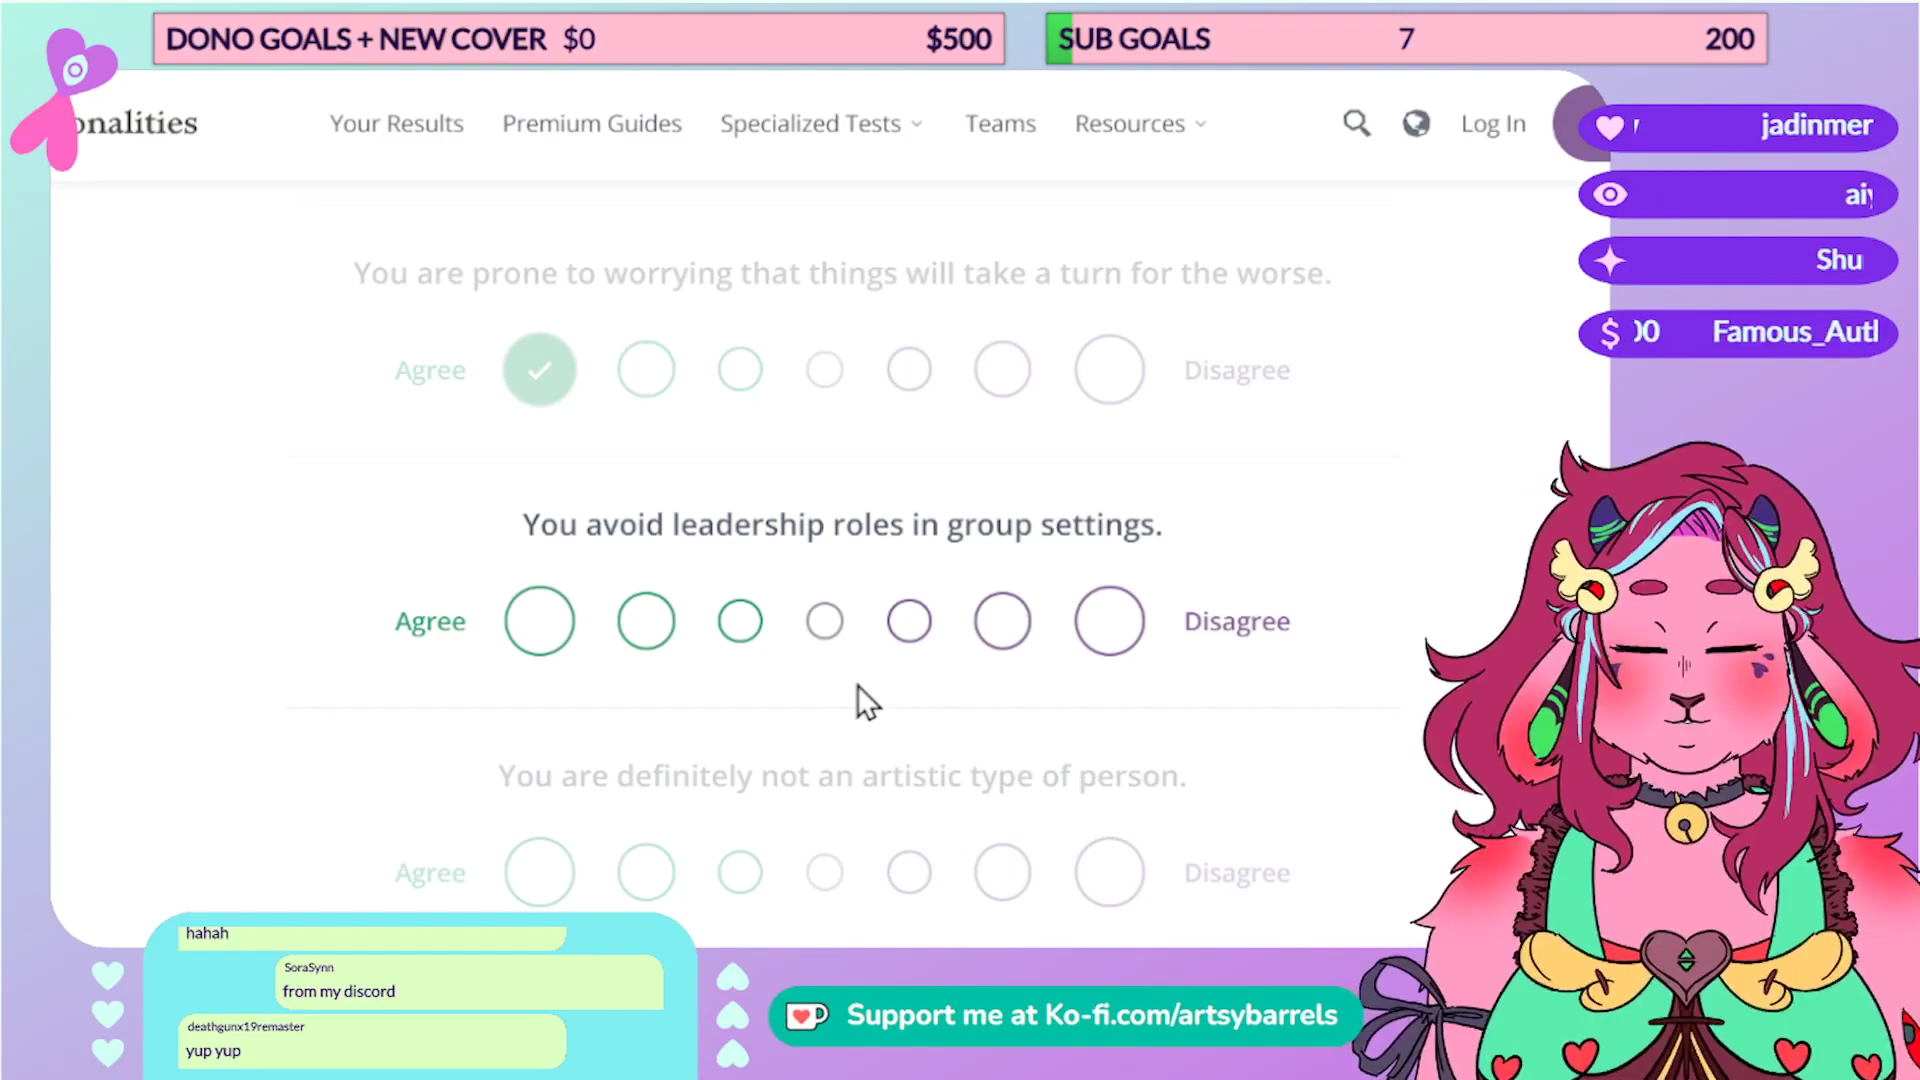 DONO GOALS + NEW COVER $0 $500
SUB GOALS 7 200
onalities
Your Results Premium Guides Specialized Tests Teams Resources Log In
jadinmer
Shu
$ 00 Famous_Autl
You are prone to worrying that things will take a turn for the worse.
Agree Disagree
You avoid leadership roles in group settings.
Agree Disagree
You are definitely not an artistic type of person.
Agree Disagree
hahah
SoraSynn
from my discord
deathgunx19remaster
yup yup
Support me at Ko-fi.com/artsybarrels